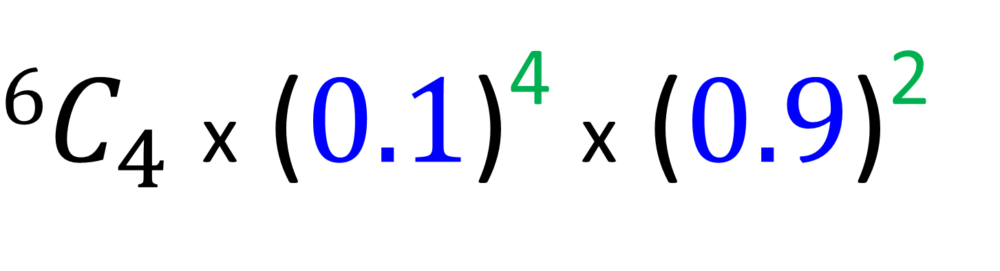 ⁶C₄ x (0.1)⁴ x (0.9)²